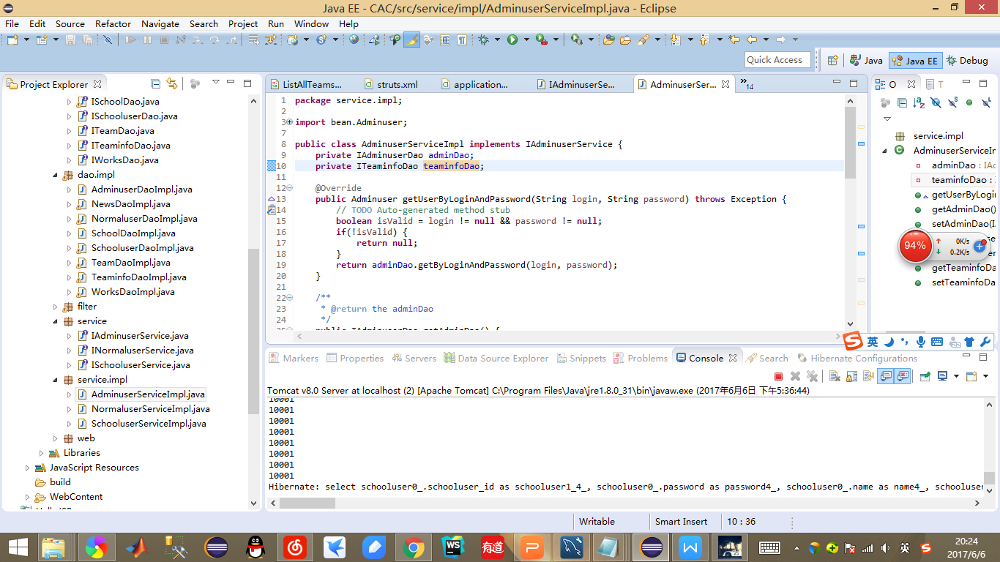 Java EE - CAC/src/service/impl/AdminuserServiceImpl.java - Eclipse
File Edit Source Refactor Navigate Search Project Run Window Help
Quick Access
Java
Java EE
Debug
Project Explorer
ISchoolDao.java
ISchooluserDao.java
ITeamDao.java
ITeaminfoDao.java
IWorksDao.java
dao.impl
AdminuserDaoImpl.java
NewsDaoImpl.java
NormaluserDaoImpl.java
SchoolDaoImpl.java
SchooluserDaoImpl.java
TeamDaoImpl.java
TeaminfoDaoImpl.java
WorksDaoImpl.java
filter
service
IAdminuserService.java
INormaluserService.java
ISchooluserService.java
service.impl
AdminuserServiceImpl.java
NormaluserServiceImpl.java
SchooluserServiceImpl.java
web
Libraries
JavaScript Resources
build
WebContent
ListAllTeams...
struts.xml
application...
IAdminuserSe...
AdminuserSer...
»14
1 package service.impl;
2
3 import bean.Adminuser;
7
8 public class AdminuserServiceImpl implements IAdminuserService {
9 private IAdminuserDao adminDao;
10 private ITeaminfoDao teaminfoDao;
11
12 @Override
13 public Adminuser getUserByLoginAndPassword(String login, String password) throws Exception {
14 // TODO Auto-generated method stub
15 boolean isValid = login != null && password != null;
16 if(!isValid) {
17 return null;
18 }
19 return adminDao.getByLoginAndPassword(login, password);
20 }
21
22 /**
23 * @return the adminDao
24 */
25 public IAdminuserDao getAdminDao() {
O
T
service.impl
AdminuserServiceIr
adminDao : IAc
teaminfoDao :
getUserByLogin
getAdminDao()
setAdminDao(I
getTeaminfoDa
setTeaminfoDa
94%
0K/s
0.2K/s
英
Markers
Properties
Servers
Data Source Explorer
Snippets
Problems
Console
Search
Hibernate Configurations
Tomcat v8.0 Server at localhost (2) [Apache Tomcat] C:\Program Files\Java\jre1.8.0_31\bin\javaw.exe (2017年6月6日 下午5:36:44)
10001
10001
10001
10001
10001
10001
10001
10001
Hibernate: select schooluser0_.schooluser_id as schooluser1_4_, schooluser0_.password as password4_, schooluser0_.name as name4_, schooluser
Writable
Smart Insert
10 : 36
WS
有道
P
W
英
20:24
2017/6/6